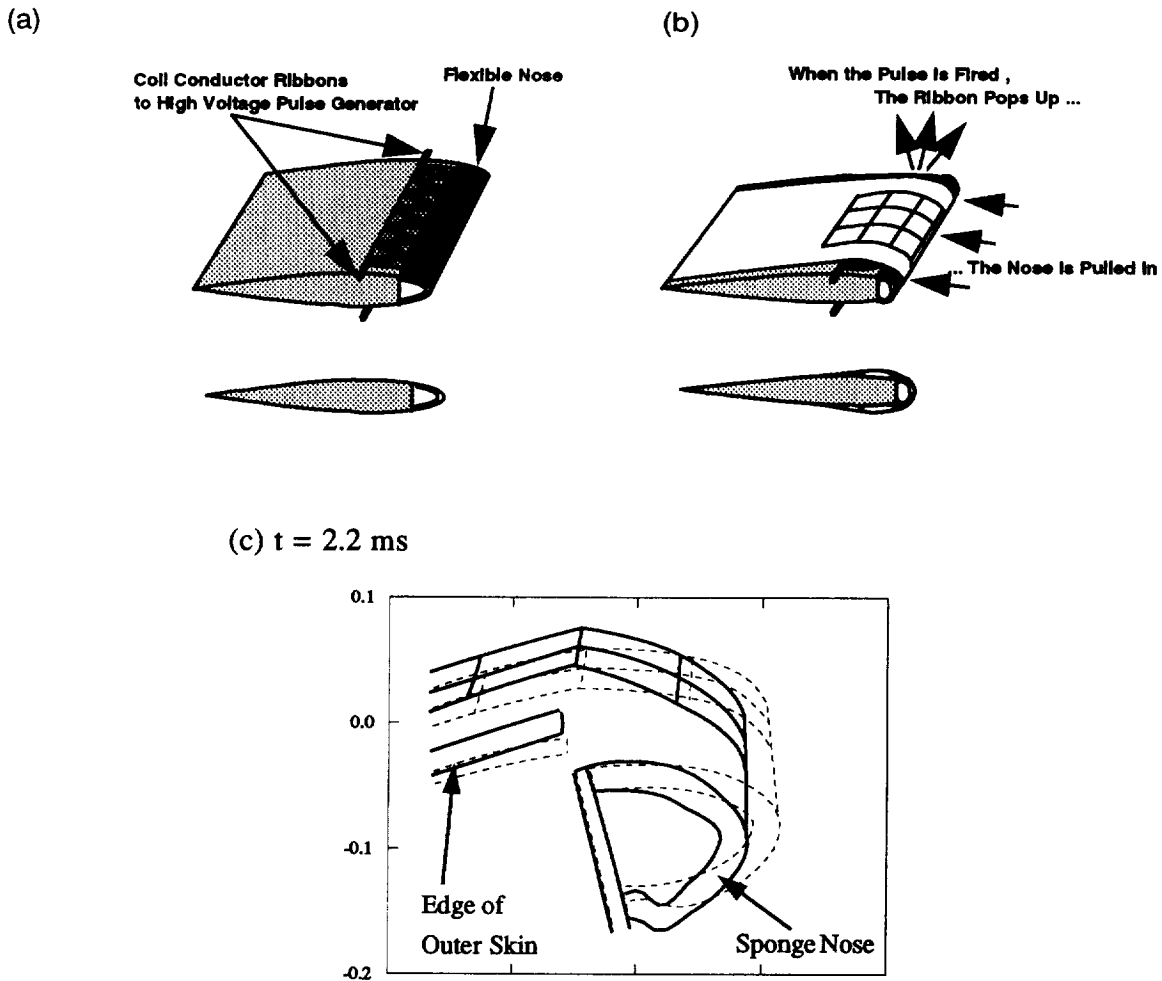 (a)
Coil Conductor Ribbons
to High Voltage Pulse Generator
Flexible Nose
(b)
When the Pulse is Fired ,
The Ribbon Pops Up ...
... The Nose is Pulled in
(c) t = 2.2 ms
0.1
0.0
-0.1
-0.2
Edge of
Outer Skin
Sponge Nose